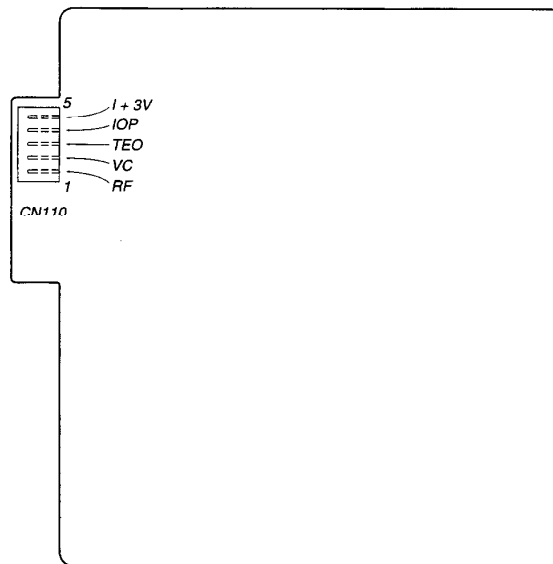 5
I + 3V
IOP
TEO
VC
1
RF
CN110